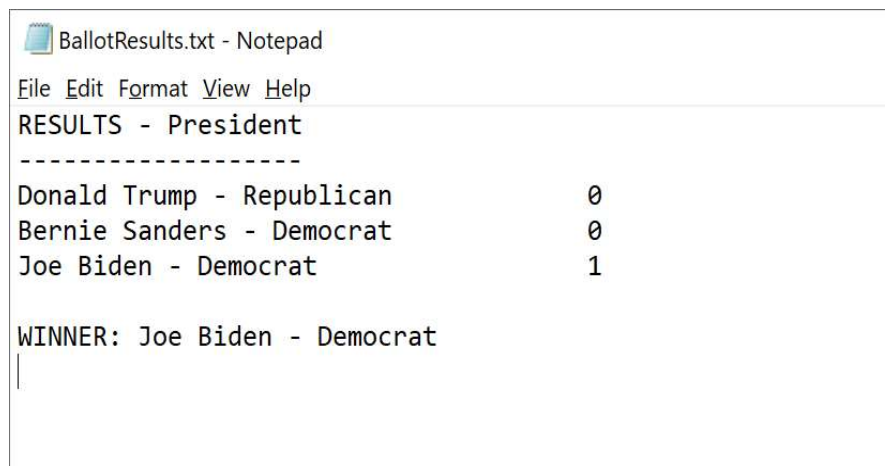 BallotResults.txt - Notepad
File Edit Format View Help
RESULTS - President
-------------------
Donald Trump - Republican 0
Bernie Sanders - Democrat 0
Joe Biden - Democrat 1
WINNER: Joe Biden - Democrat